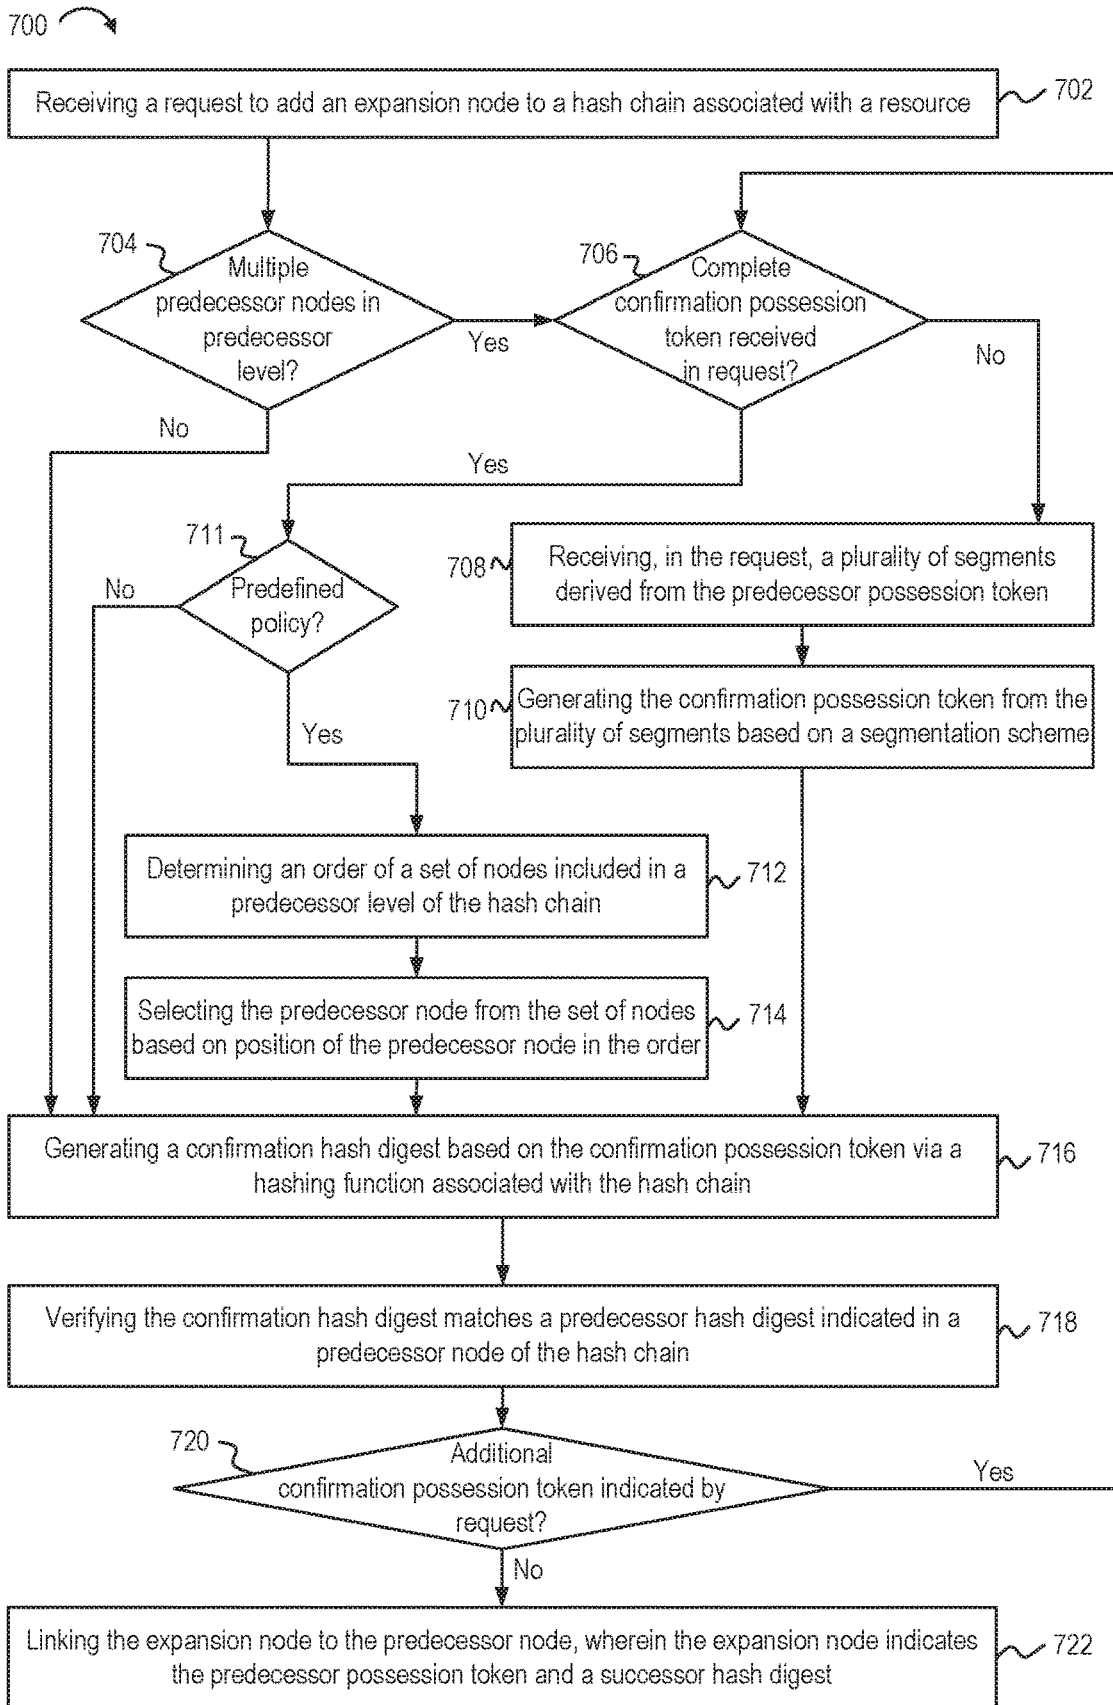 700
Receiving a request to add an expansion node to a hash chain associated with a resource
702
704
Multiple
predecessor nodes in
predecessor
level?
Yes
No
706
Complete
confirmation possession
token received
in request?
No
Yes
711
Predefined
policy?
No
Yes
708
Receiving, in the request, a plurality of segments
derived from the predecessor possession token
710
Generating the confirmation possession token from the
plurality of segments based on a segmentation scheme
Determining an order of a set of nodes included in a
predecessor level of the hash chain
712
Selecting the predecessor node from the set of nodes
based on position of the predecessor node in the order
714
Generating a confirmation hash digest based on the confirmation possession token via a
hashing function associated with the hash chain
716
Verifying the confirmation hash digest matches a predecessor hash digest indicated in a
predecessor node of the hash chain
718
720
Additional
confirmation possession token indicated by
request?
Yes
No
Linking the expansion node to the predecessor node, wherein the expansion node indicates
the predecessor possession token and a successor hash digest
722